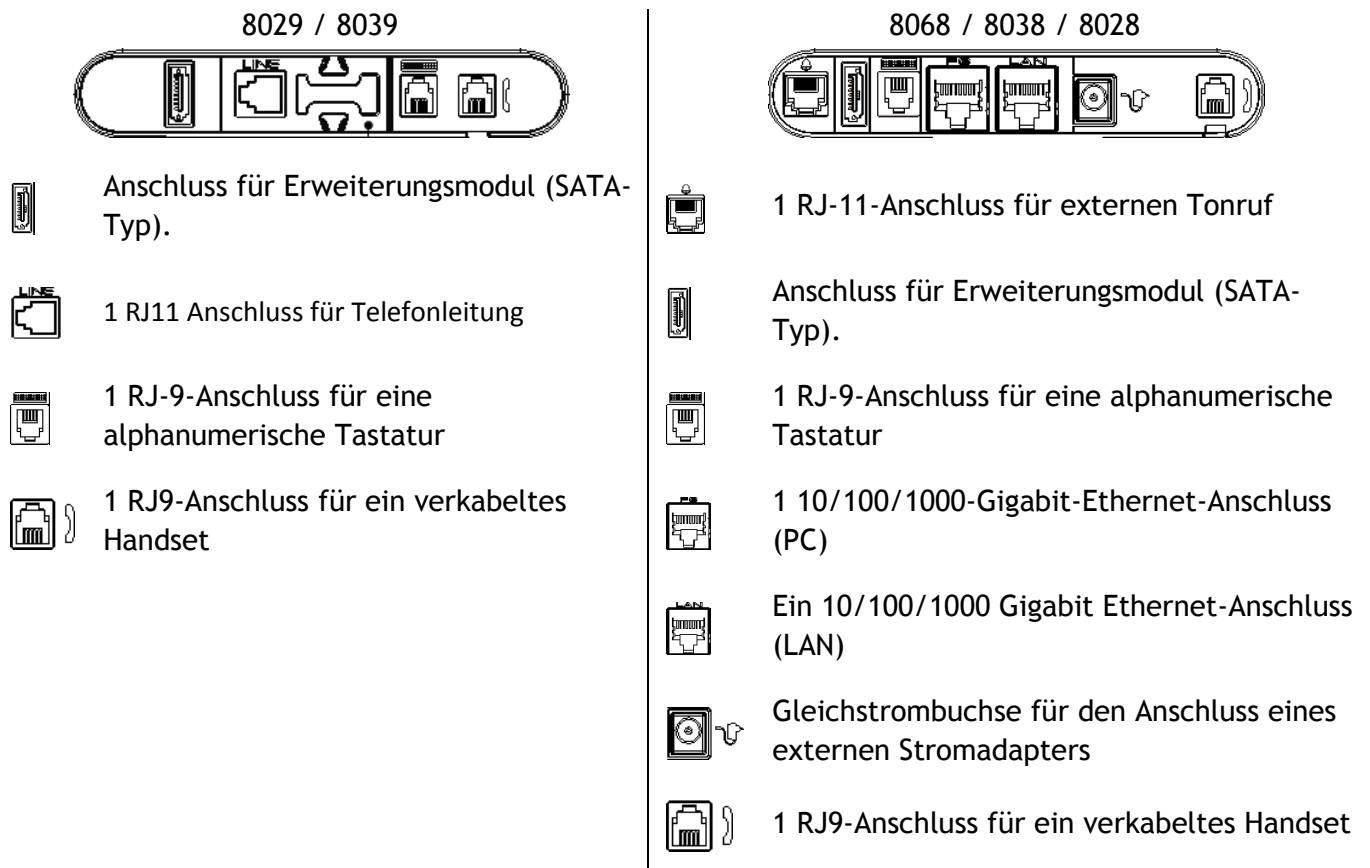 8029 / 8039
LINE
Anschluss für Erweiterungsmodul (SATA-
Typ).
LINE
1 RJ11 Anschluss für Telefonleitung
1 RJ-9-Anschluss für eine
alphanumerische Tastatur
1 RJ9-Anschluss für ein verkabeltes
Handset
8068 / 8038 / 8028
PC LAN
1 RJ-11-Anschluss für externen Tonruf
Anschluss für Erweiterungsmodul (SATA-
Typ).
1 RJ-9-Anschluss für eine alphanumerische
Tastatur
PC
1 10/100/1000-Gigabit-Ethernet-Anschluss
(PC)
LAN
Ein 10/100/1000 Gigabit Ethernet-Anschluss
(LAN)
Gleichstrombuchse für den Anschluss eines
externen Stromadapters
1 RJ9-Anschluss für ein verkabeltes Handset